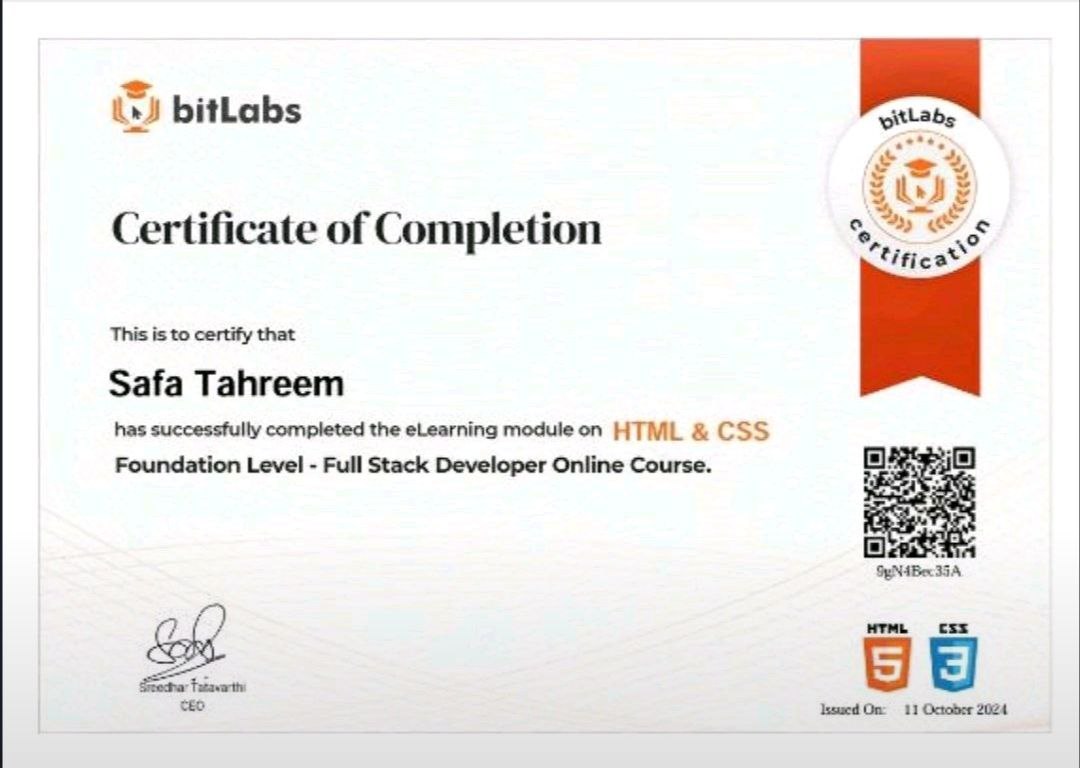 bitLabs
bitLabs
certification
Certificate of Completion
This is to certify that
Safa Tahreem
has successfully completed the eLearning module on HTML & CSS
Foundation Level - Full Stack Developer Online Course.
9gN4Bec35A
Sreedhar Tatavarthi
CEO
HTML
5
CSS
3
Issued On: 11 October 2024